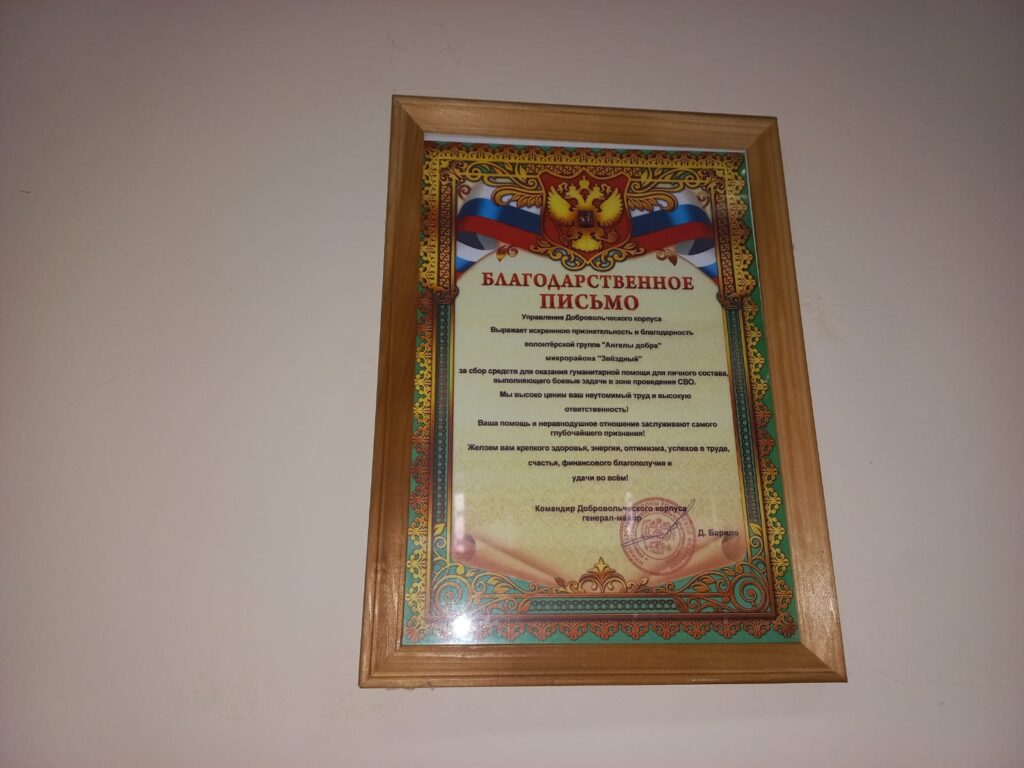 БЛАГОДАРСТВЕННОЕ
ПИСЬМО
Управление Добровольческого корпуса
Выражает искреннюю признательность и благодарность
волонтёрской группе "Ангелы добра"
микрорайона "Звёздный"
за сбор средств для оказания гуманитарной помощи для личного состава,
выполняющего боевые задачи в зоне проведения СВО.
Мы высоко ценим ваш неутомимый труд и высокую
ответственность!
Ваша помощь и неравнодушное отношение заслуживают самого
глубочайшего признания!
Желаем вам крепкого здоровья, энергии, оптимизма, успехов в труде,
счастья, финансового благополучия и
удачи во всём!
Командир Добровольческого корпуса
генерал-майор
Д. Барило